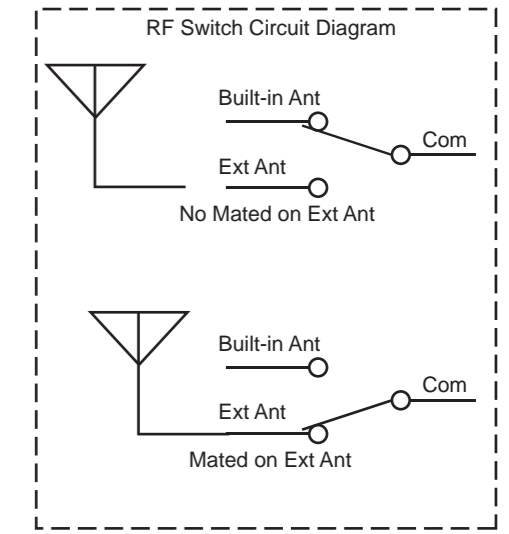 RF Switch Circuit Diagram
Built-in Ant
Com
Ext Ant
No Mated on Ext Ant
Built-in Ant
Com
Ext Ant
Mated on Ext Ant